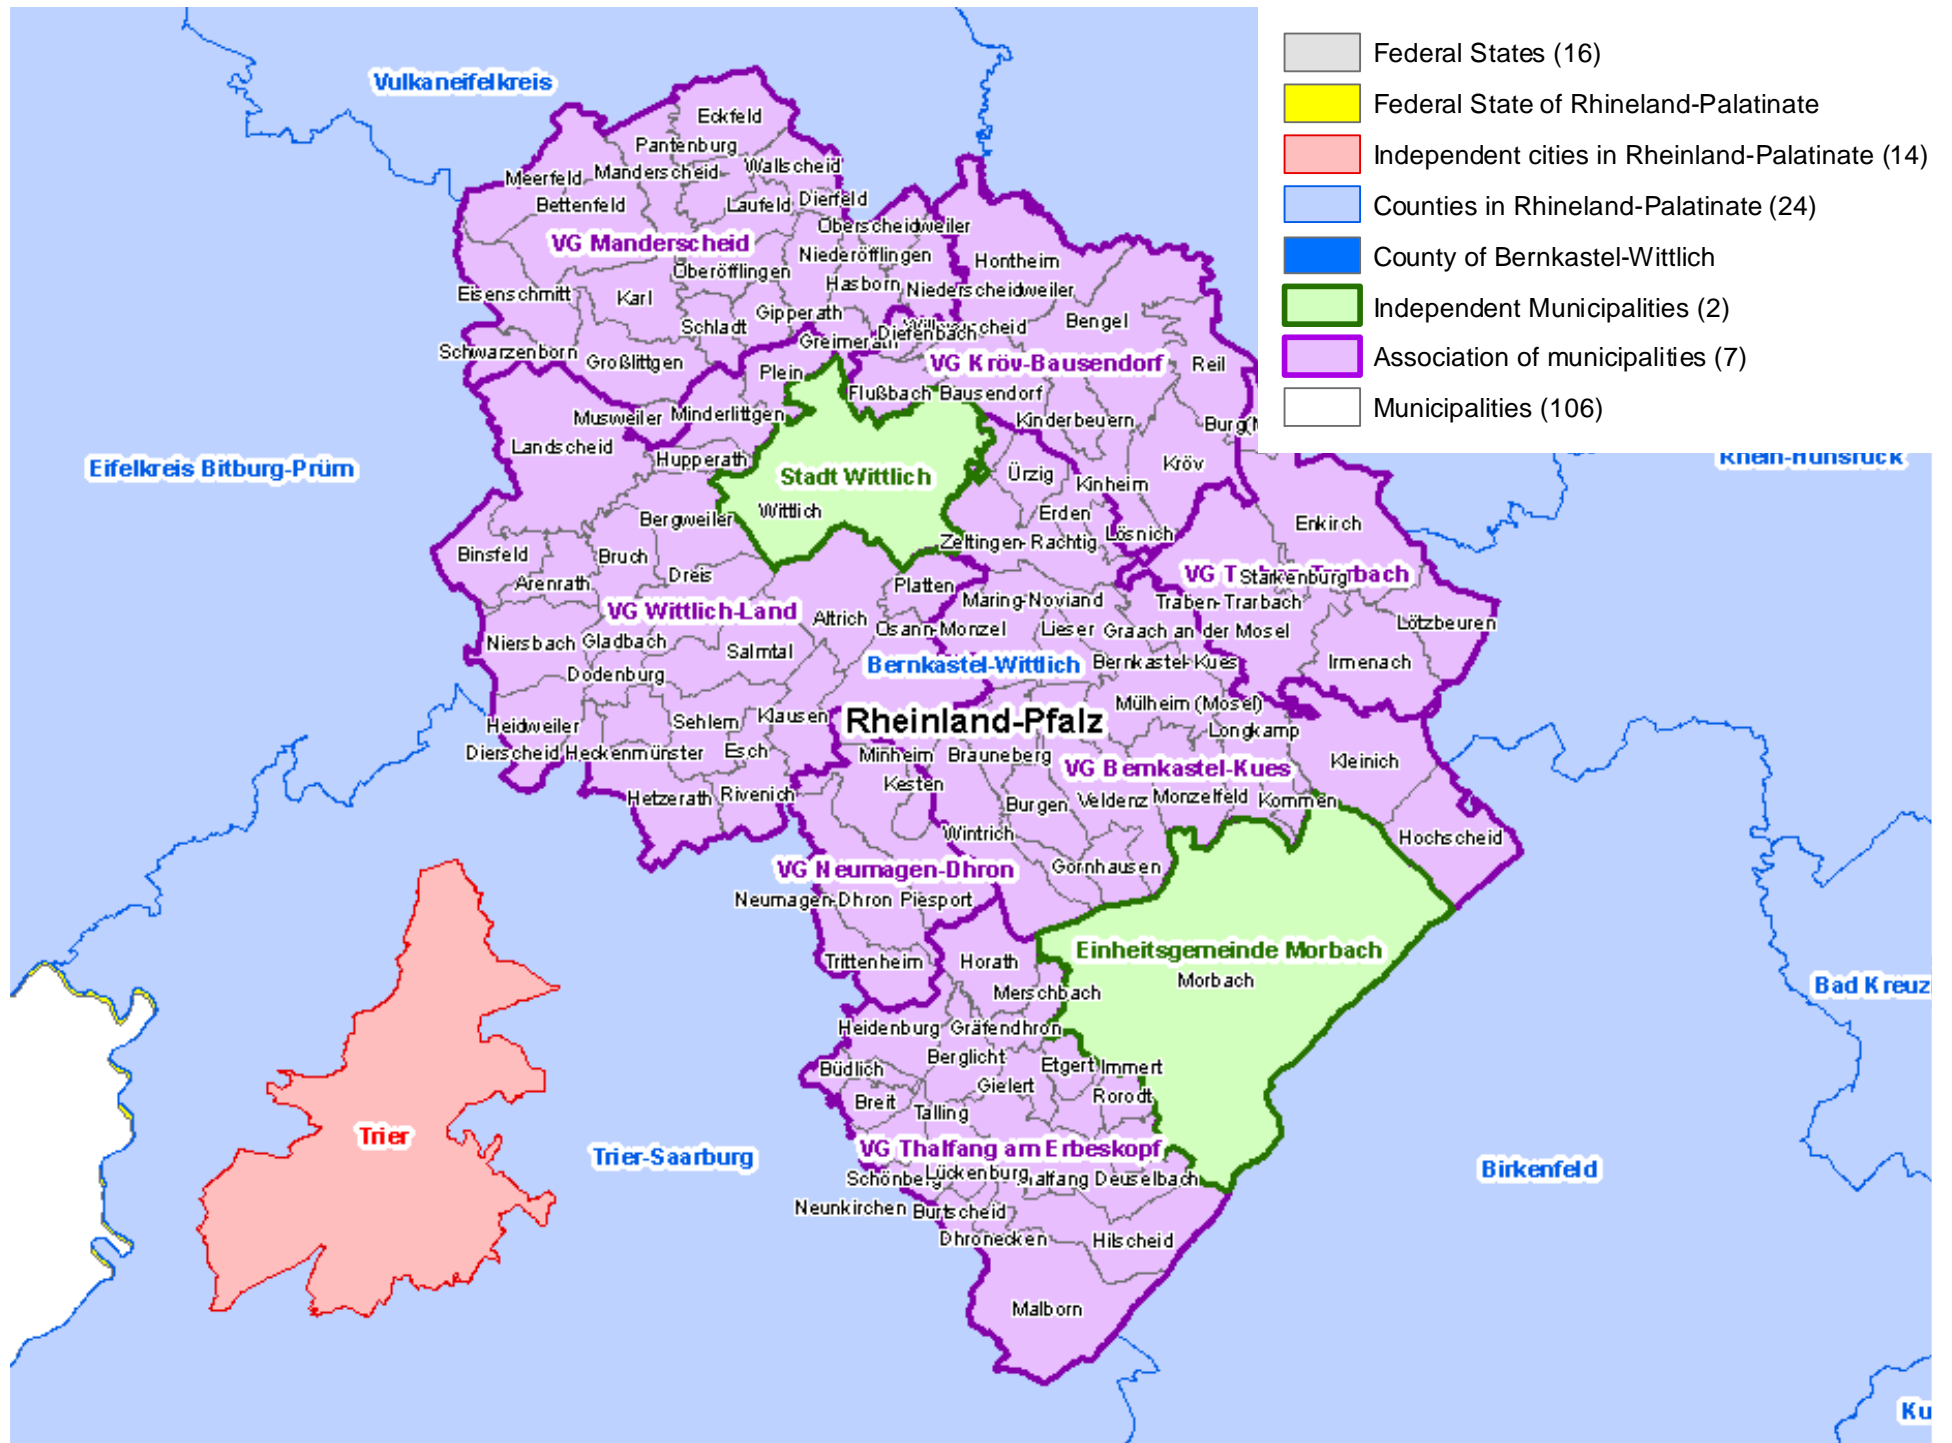 Federal States (16)
Federal State of Rhineland-Palatinate
Independent cities in Rheinland-Palatinate (14)
Counties in Rhineland-Palatinate (24)
County of Bernkastel-Wittlich
Independent Municipalities (2)
Association of municipalities (7)
Municipalities (106)
Vulkaneifelkreis
Eckfeld
Pantenburg
Wallscheid
Meerfeld
Manderscheid
Bettenfeld
Laufeld
Dierfeld
Oberscheidweiler
VG Manderscheid
Niederöfflingen
Hontheim
Oberöfflingen
Hasborn
Niederscheidweiler
Eisenschmitt
Karl
Gipperath
Schladt
Diefenbach
Bengel
Greimerath
Schwarzenborn
Großlittgen
VG Kröv-Bausendorf
Reil
Plein
Flußbach
Bausendorf
Musweiler
Minderlittgen
Kinderbeuern
Landscheid
Hupperath
Rhein-Hunsrück
Eifelkreis Bitburg-Prüm
Stadt Wittlich
Ürzig
Kröv
Kinheim
Wittlich
Bergweiler
Erden
Enkirch
Zeltingen-Rachtig
Lösnich
Binsfeld
Bruch
Arenrath
Dreis
Platten
Starkenburg
VG Wittlich-Land
Altrich
Maring-Noviand
Traben-Trarbach
Osann-Monzel
Lieser
Graach an der Mosel
Lötzbeuren
Niersbach
Gladbach
Salmtal
Bernkastel-Wittlich
Bernkastel-Kues
Irmenach
Dodenburg
Mülheim (Mosel)
Heidweiler
Sehlem
Klausen
Rheinland-Pfalz
Longkamp
Dierscheid
Heckenmünster
Esch
Minheim
Brauneberg
VG Bernkastel-Kues
Kleinich
Kesten
Hetzerath
Rivenich
Burgen
Veldenz
Monzelfeld
Kommen
Wintrich
Hochscheid
VG Neumagen-Dhron
Gornhausen
Neumagen-Dhron
Piesport
Einheitsgemeinde Morbach
Trittenheim
Horath
Morbach
Merschbach
Bad Kreuz
Heidenburg
Gräfendhron
Berglicht
Büdlich
Etgert
Immert
Gielert
Breit
Talling
Rorodt
Trier
VG Thalfang am Erbeskopf
Trier-Saarburg
Birkenfeld
Lückenburg
Deuselbach
Neunkirchen
Burtscheid
Dhronecken
Hilscheid
Malborn
Ku